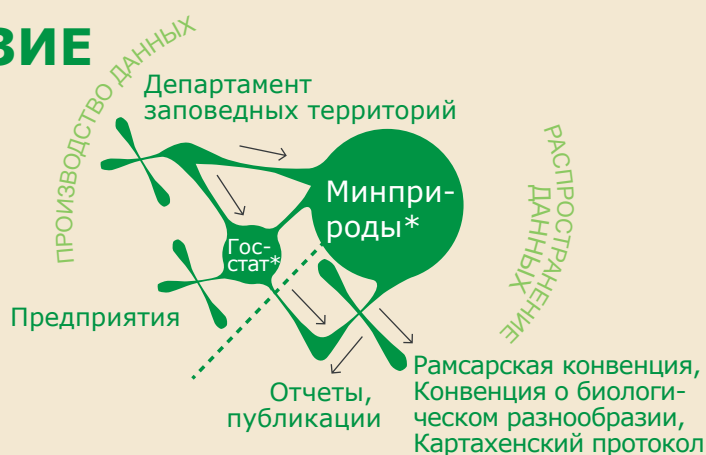 ЗИЕ
ПРОИЗВОДСТВО ДАННЫХ
Департамент
заповедных территорий
РАСПРОСТРАНЕНИЕ
ДАННЫХ
Минпри-
роды*
Гос-
стат*
Предприятия
Отчеты,
публикации
Рамсарская конвенция,
Конвенция о биологи-
ческом разнообразии,
Картахенский протокол